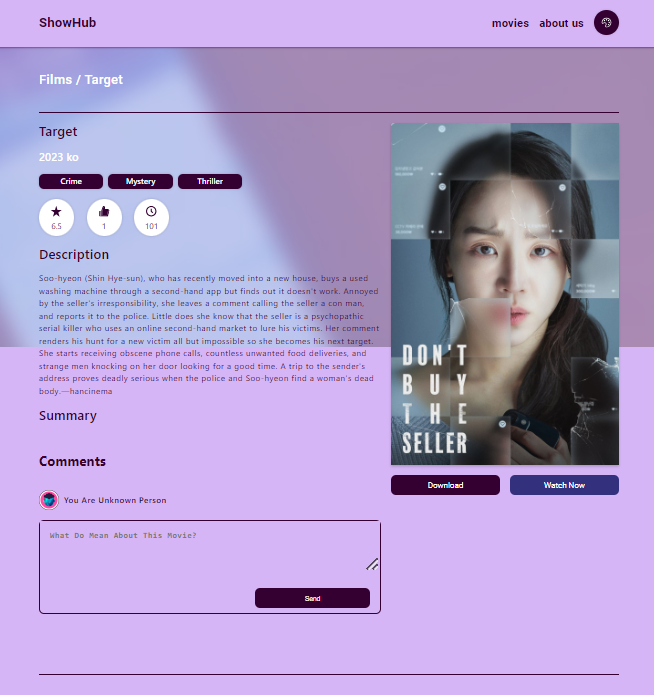 ShowHub
movies about us
Films / Target
Target
2023 ko
Crime Mystery Thriller
6.5 1 101
Description
Soo-hyeon (Shin Hye-sun), who has recently moved into a new house, buys a used
washing machine through a second-hand app but finds out it doesn't work. Annoyed
by the seller's irresponsibility, she leaves a comment calling the seller a con man,
and reports it to the police. Little does she know that the seller is a psychopathic
serial killer who uses an online second-hand market to lure his victims. Her comment
renders his hunt for a new victim all but impossible so she becomes his next target.
She starts receiving obscene phone calls, countless unwanted food deliveries, and
strange men knocking on her door looking for a good time. A trip to the sender's
address proves deadly serious when the police and Soo-hyeon find a woman's dead
body.—hancinema
Summary
DON'T
BUY
THE
SELLER
Download Watch Now
Comments
You Are Unknown Person
What Do Mean About This Movie?
Send